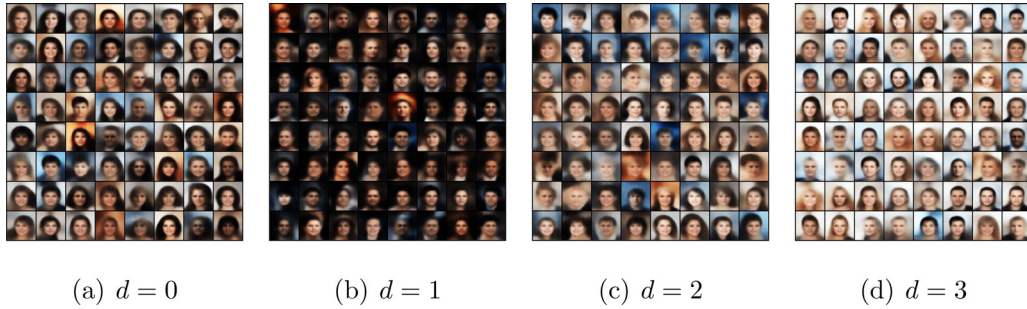 (a) d = 0
(b) d = 1
(c) d = 2
(d) d = 3